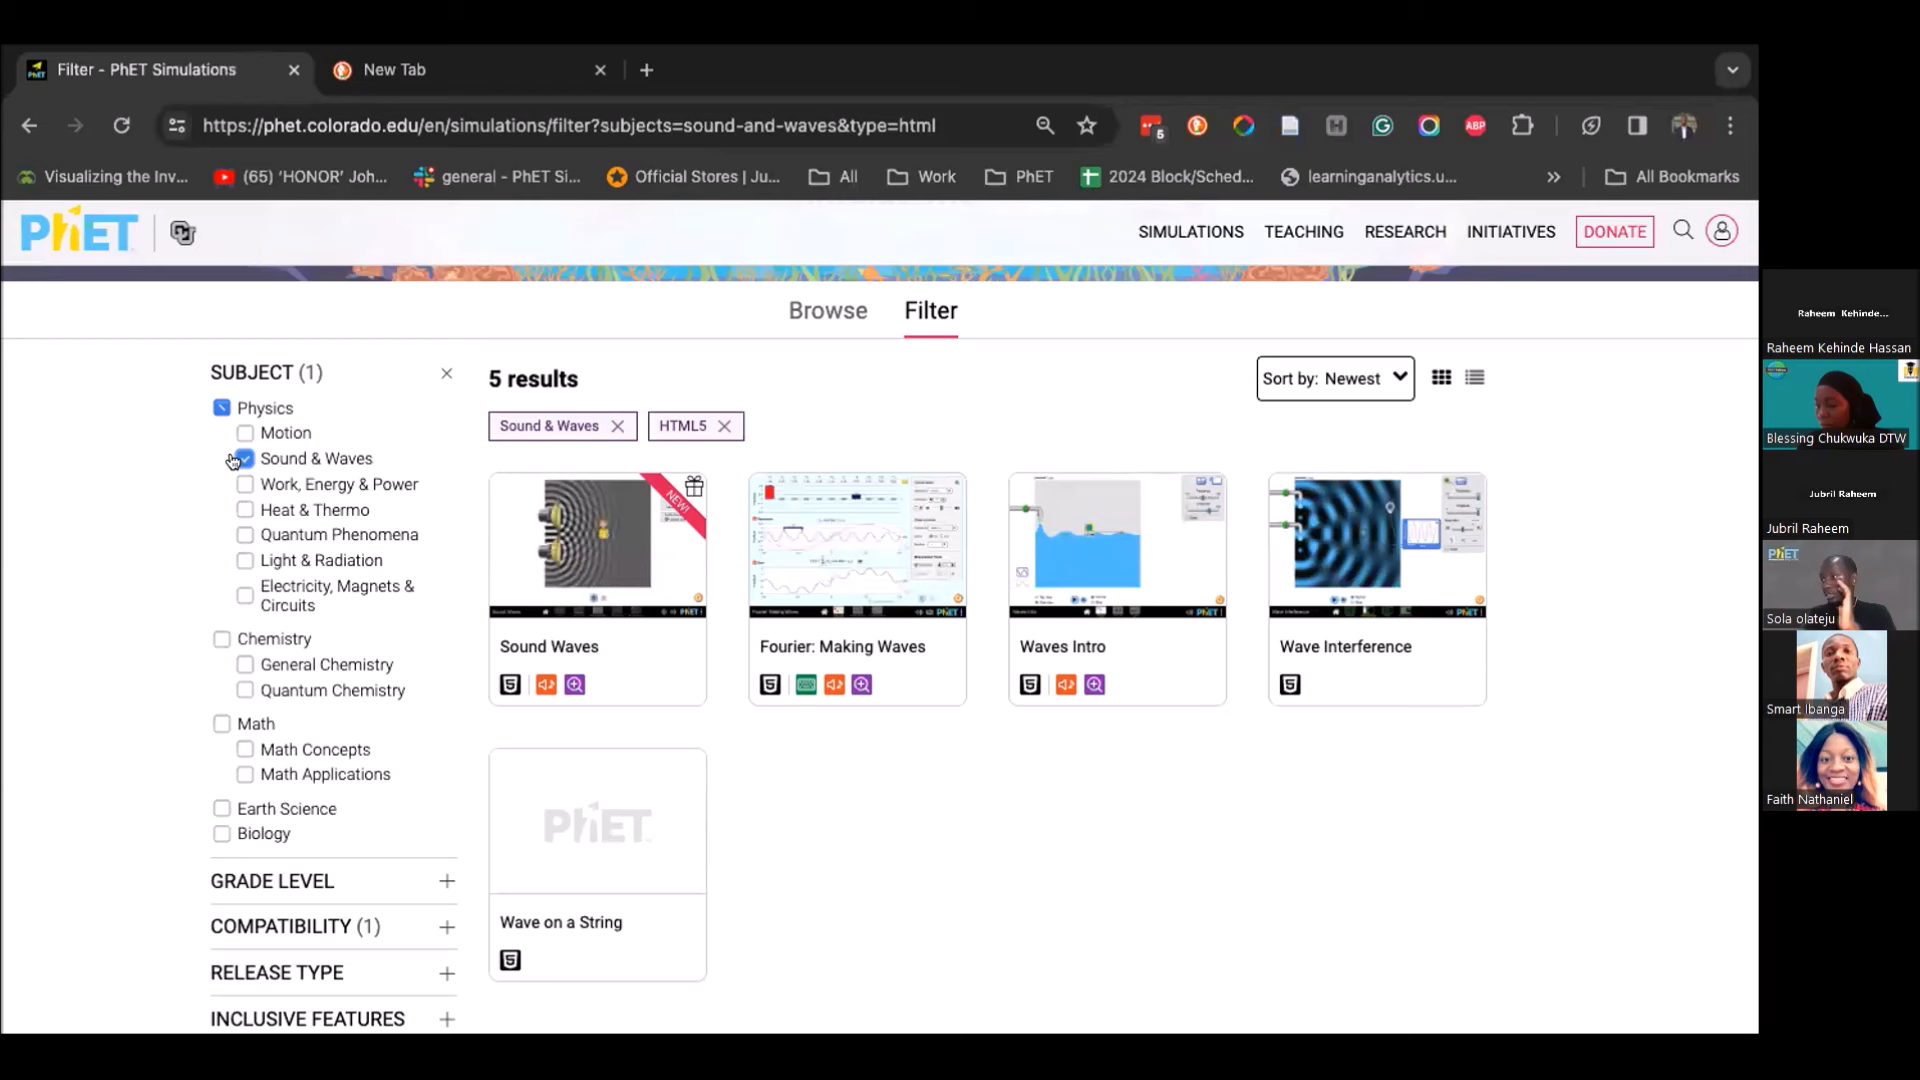 Filter - PhET Simulations
New Tab
https://phet.colorado.edu/en/simulations/filter?subjects=sound-and-waves&type=html
5
ABP
Visualizing the Inv...
(65) ‘HONOR’ Joh...
general - PhET Si...
Official Stores | Ju...
All
Work
PhET
2024 Block/Sched...
learninganalytics.u...
All Bookmarks
PhET
SIMULATIONS
TEACHING
RESEARCH
INITIATIVES
DONATE
Browse
Filter
SUBJECT (1)
Physics
Motion
Sound & Waves
Work, Energy & Power
Heat & Thermo
Quantum Phenomena
Light & Radiation
Electricity, Magnets &
Circuits
Chemistry
General Chemistry
Quantum Chemistry
Math
Math Concepts
Math Applications
Earth Science
Biology
GRADE LEVEL
COMPATIBILITY (1)
RELEASE TYPE
INCLUSIVE FEATURES
5 results
Sort by: Newest
Sound & Waves
HTML5
NEW!
Sound Waves
Fourier: Making Waves
Waves Intro
Wave Interference
PhET
Wave on a String
Raheem Kehinde...
Raheem Kehinde Hassan
Blessing Chukwuka DTW
Jubril Raheem
Jubril Raheem
PhET
Sola olateju
Smart Ibanga
Faith Nathaniel